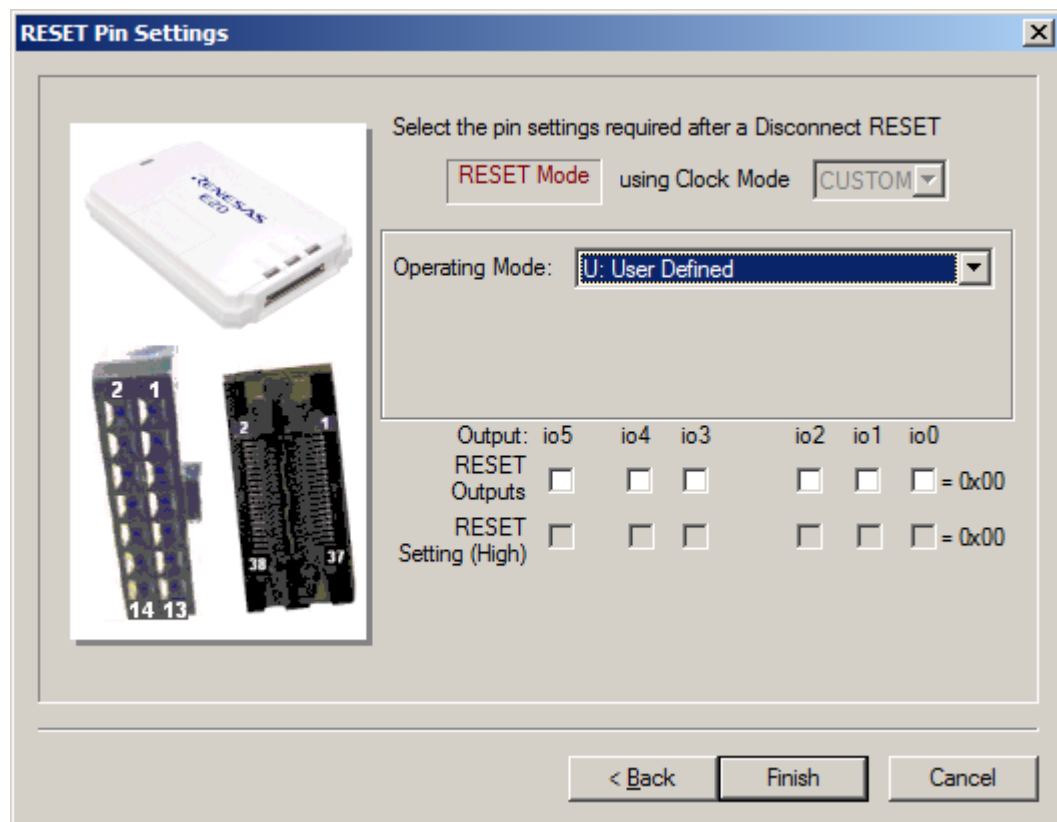 RESET Pin Settings
Select the pin settings required after a Disconnect RESET
RESET Mode using Clock Mode CUSTOM
RENESAS
E20
Operating Mode: U: User Defined
2 1
14 13
2 1
38 37
Output: io5 io4 io3 io2 io1 io0
RESET
Outputs
= 0x00
RESET
Setting (High)
= 0x00
< Back Finish Cancel